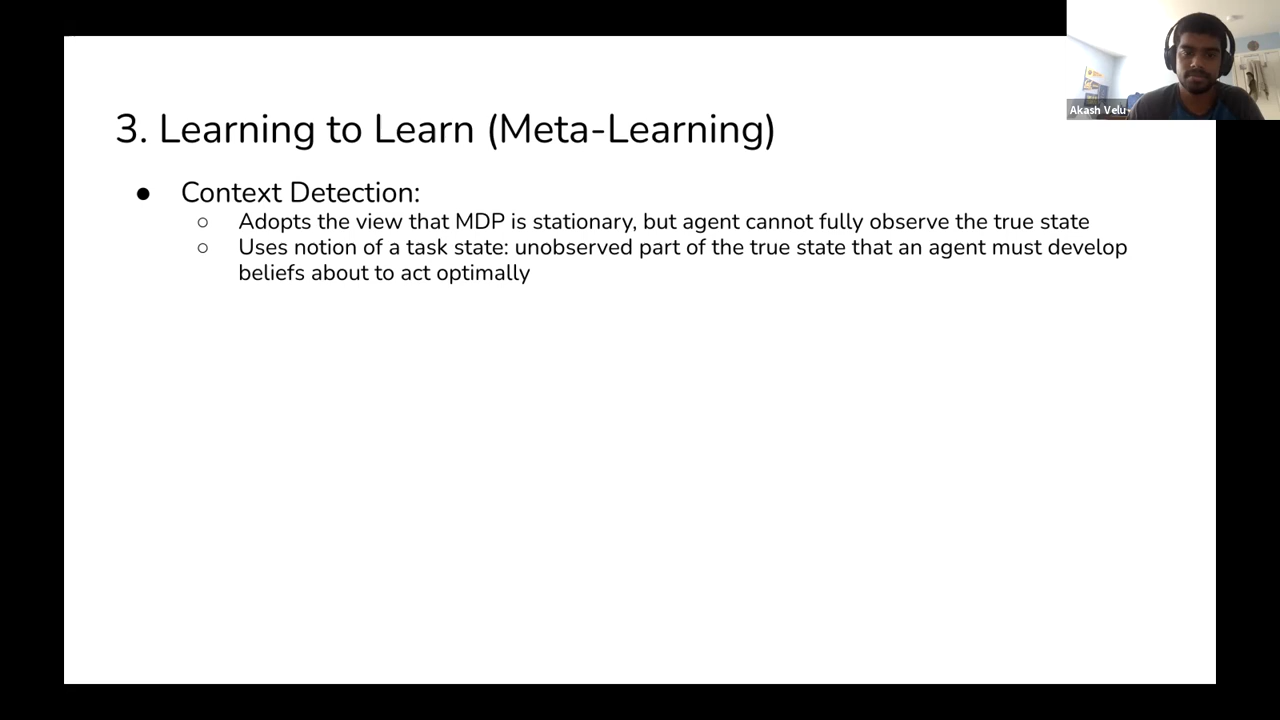 3. Learning to Learn (Meta-Learning)
● Context Detection:
○ Adopts the view that MDP is stationary, but agent cannot fully observe the true state
○ Uses notion of a task state: unobserved part of the true state that an agent must develop
beliefs about to act optimally
Akash Velu